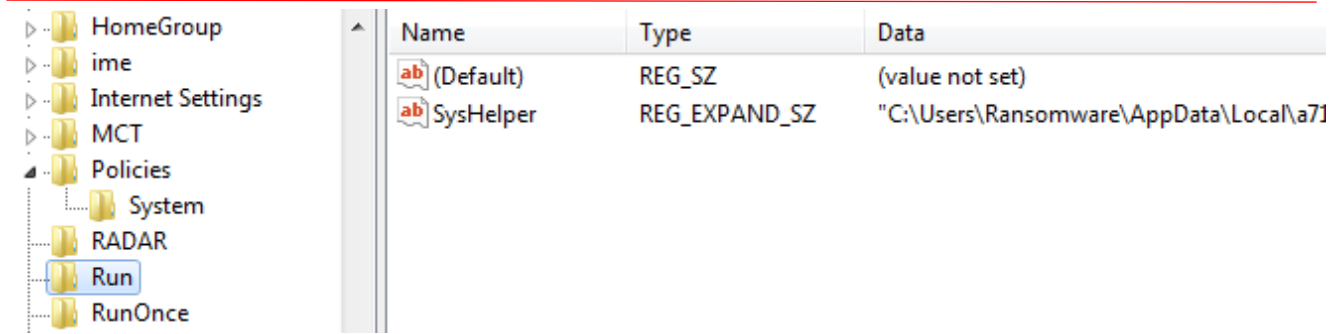 HomeGroup
ime
Internet Settings
MCT
Policies
System
RADAR
Run
RunOnce
Name Type Data
(Default) REG_SZ (value not set)
SysHelper REG_EXPAND_SZ "C:\Users\Ransomware\AppData\Local\a71